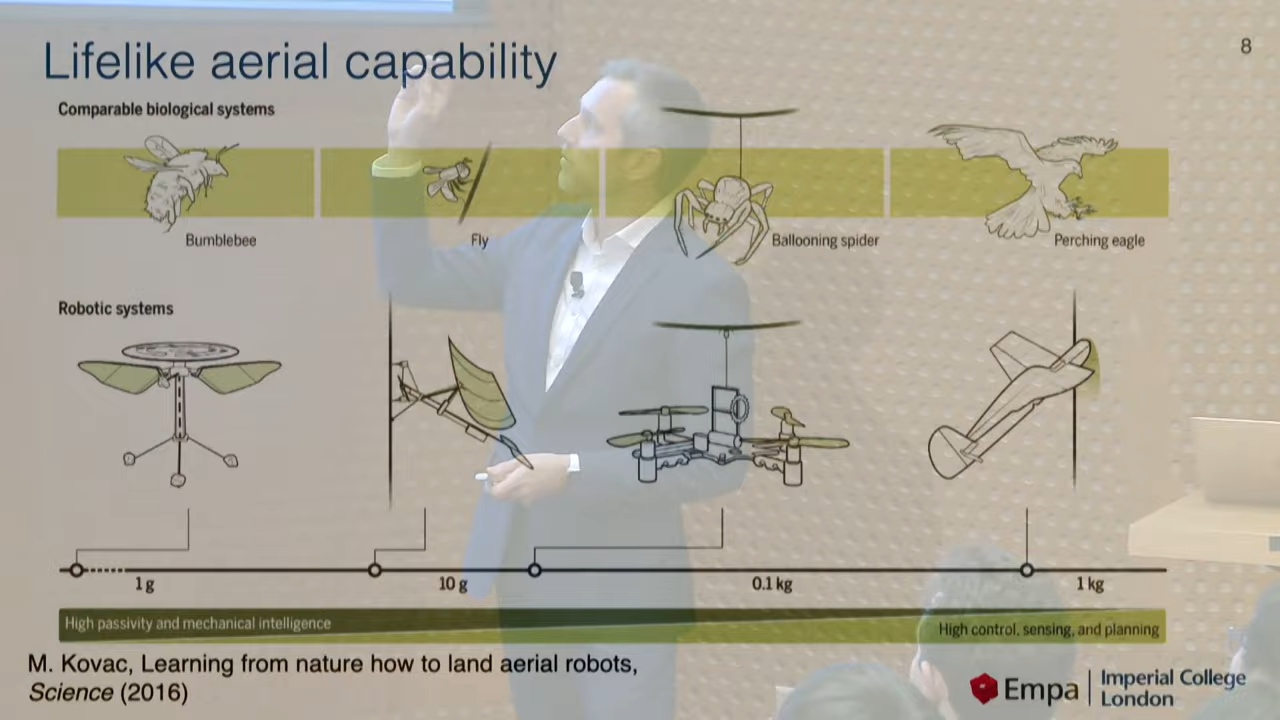 Lifelike aerial capability
8
Comparable biological systems
Bumblebee
Fly
Ballooning spider
Perching eagle
Robotic systems
1 g
10 g
0.1 kg
1 kg
High passivity and mechanical intelligence
High control, sensing, and planning
M. Kovac, Learning from nature how to land aerial robots,
Science (2016)
Empa
Imperial College
London